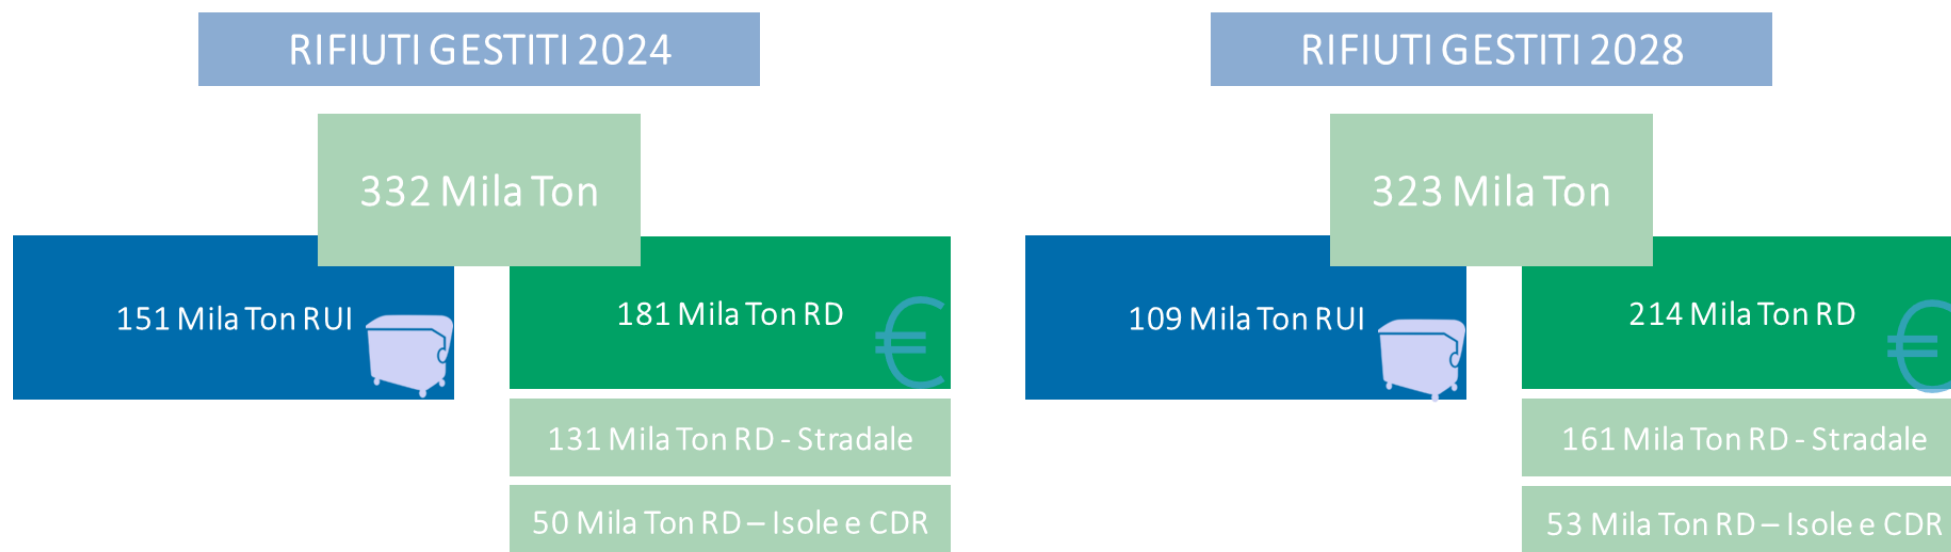 RIFIUTI GESTITI 2024
332 Mila Ton
151 Mila Ton RUI
181 Mila Ton RD
€
131 Mila Ton RD - Stradale
50 Mila Ton RD – Isole e CDR
RIFIUTI GESTITI 2028
323 Mila Ton
109 Mila Ton RUI
214 Mila Ton RD
€
161 Mila Ton RD - Stradale
53 Mila Ton RD – Isole e CDR